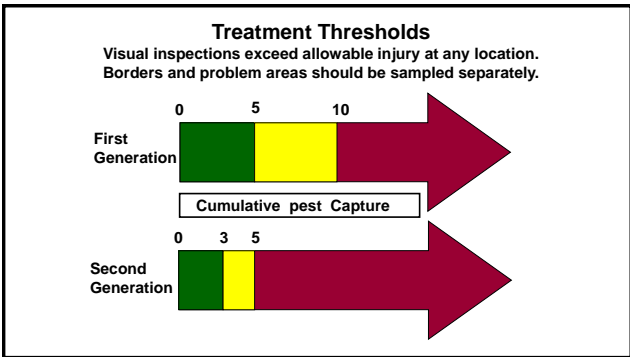 Treatment Thresholds
Visual inspections exceed allowable injury at any location.
Borders and problem areas should be sampled separately.
0 5 10
First
Generation
Cumulative pest Capture
0 3 5
Second
Generation